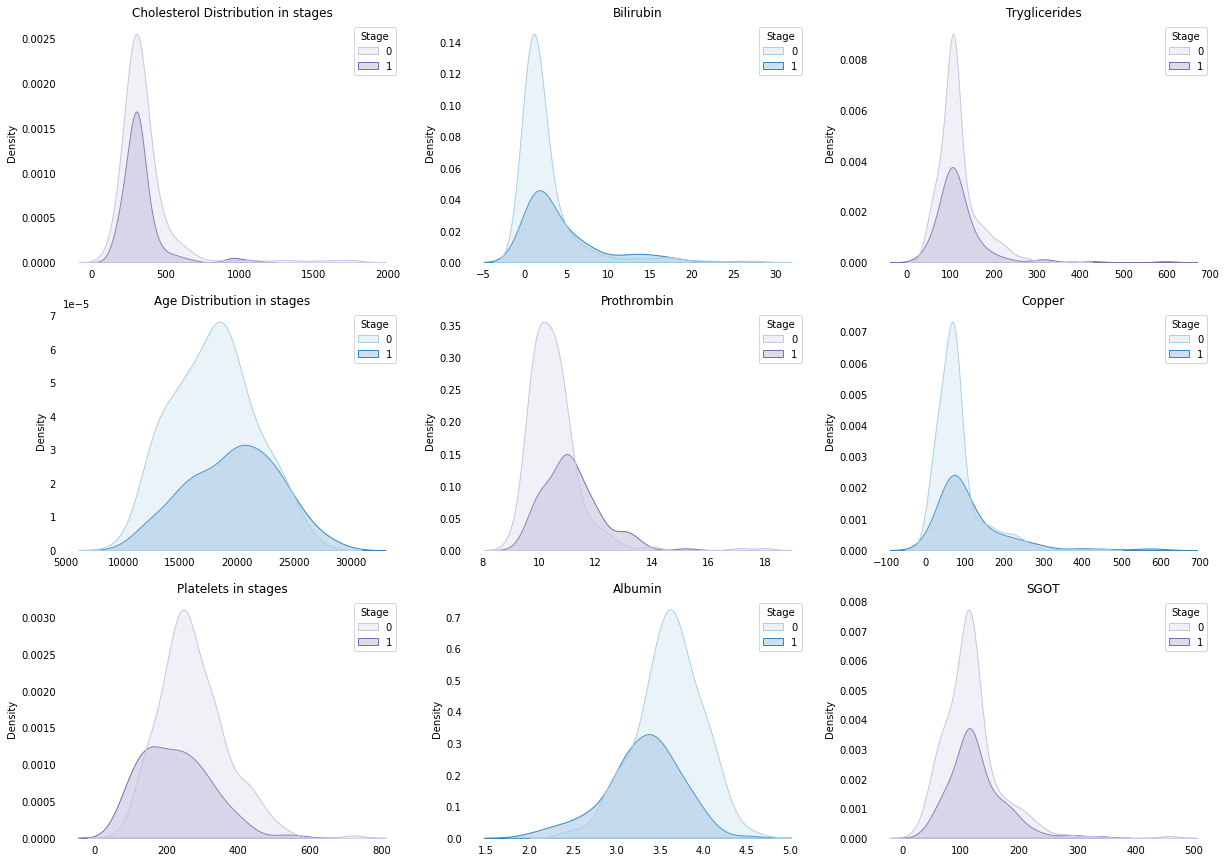 Cholesterol Distribution in stages
Density
0.0025
0.0020
0.0015
0.0010
0.0005
0.0000
0 500 1000 1500 2000
Stage
0
1
Bilirubin
Density
0.14
0.12
0.10
0.08
0.06
0.04
0.02
0.00
−5 0 5 10 15 20 25 30
Stage
0
1
Tryglicerides
Density
0.008
0.006
0.004
0.002
0.000
0 100 200 300 400 500 600 700
Stage
0
1
Age Distribution in stages
1e−5
Density
7
6
5
4
3
2
1
0
5000 10000 15000 20000 25000 30000
Stage
0
1
Prothrombin
Density
0.35
0.30
0.25
0.20
0.15
0.10
0.05
0.00
8 10 12 14 16 18
Stage
0
1
Copper
Density
0.007
0.006
0.005
0.004
0.003
0.002
0.001
0.000
−100 0 100 200 300 400 500 600 700
Stage
0
1
Platelets in stages
Density
0.0030
0.0025
0.0020
0.0015
0.0010
0.0005
0.0000
0 200 400 600 800
Stage
0
1
Albumin
Density
0.7
0.6
0.5
0.4
0.3
0.2
0.1
0.0
1.5 2.0 2.5 3.0 3.5 4.0 4.5 5.0
Stage
0
1
SGOT
Density
0.008
0.007
0.006
0.005
0.004
0.003
0.002
0.001
0.000
0 100 200 300 400 500
Stage
0
1